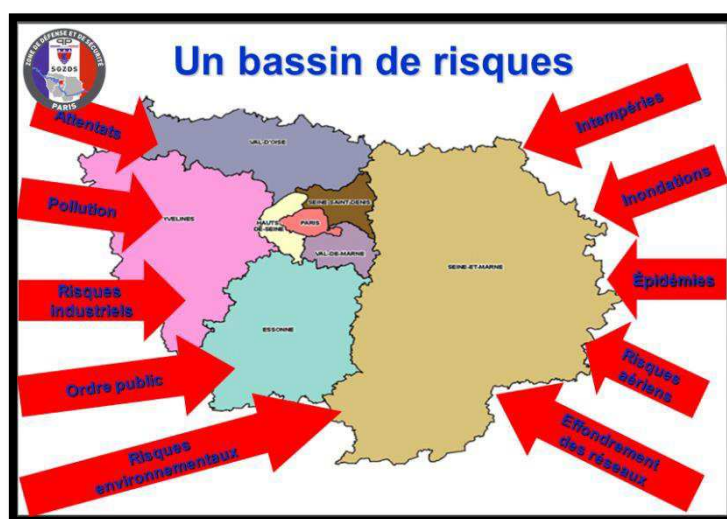 ZONE DE DÉFENSE ET DE SÉCURITÉ
SGZDS
PARIS
Un bassin de risques
Attentats
Pollution
Risques
industriels
Ordre public
Risques
environnementaux
Intempéries
Inondations
Épidémies
Risques
aériens
Effondrement
des réseaux
VAL-D'OISE
YVELINES
HAUTS-
DE-SEINE
PARIS
SEINE-SAINT-DENIS
VAL-DE-MARNE
SEINE-ET-MARNE
ESSONNE